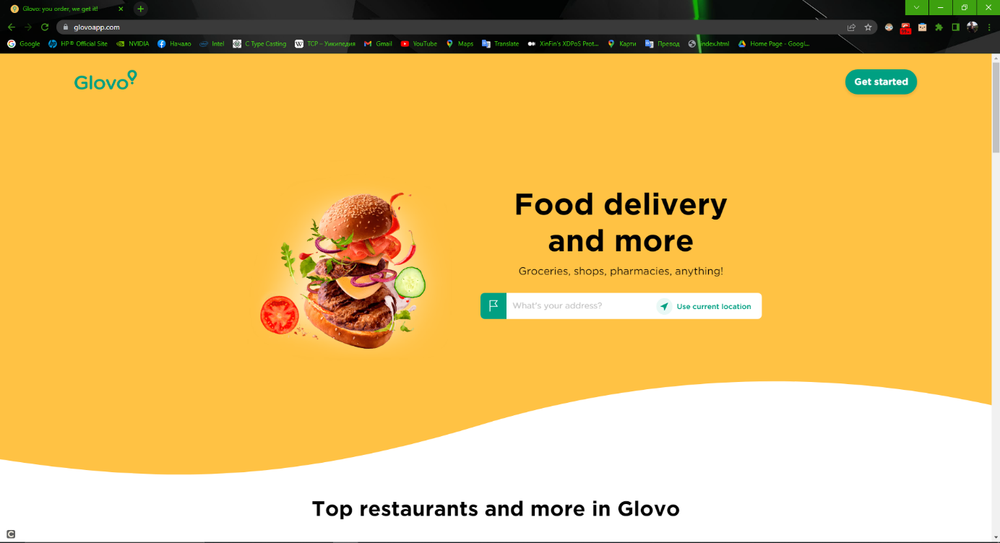 Glovo: you order, we get it!
glovoapp.com
Google
HP® Official Site
NVIDIA
Начало
Intel
C Type Casting
TCP – Уикипедия
Gmail
YouTube
Maps
Translate
XinFin's XDPoS Prot...
Карти
Превод
index.html
Home Page - Googl...
Glovo
Get started
Food delivery
and more
Groceries, shops, pharmacies, anything!
What's your address?
Use current location
Top restaurants and more in Glovo